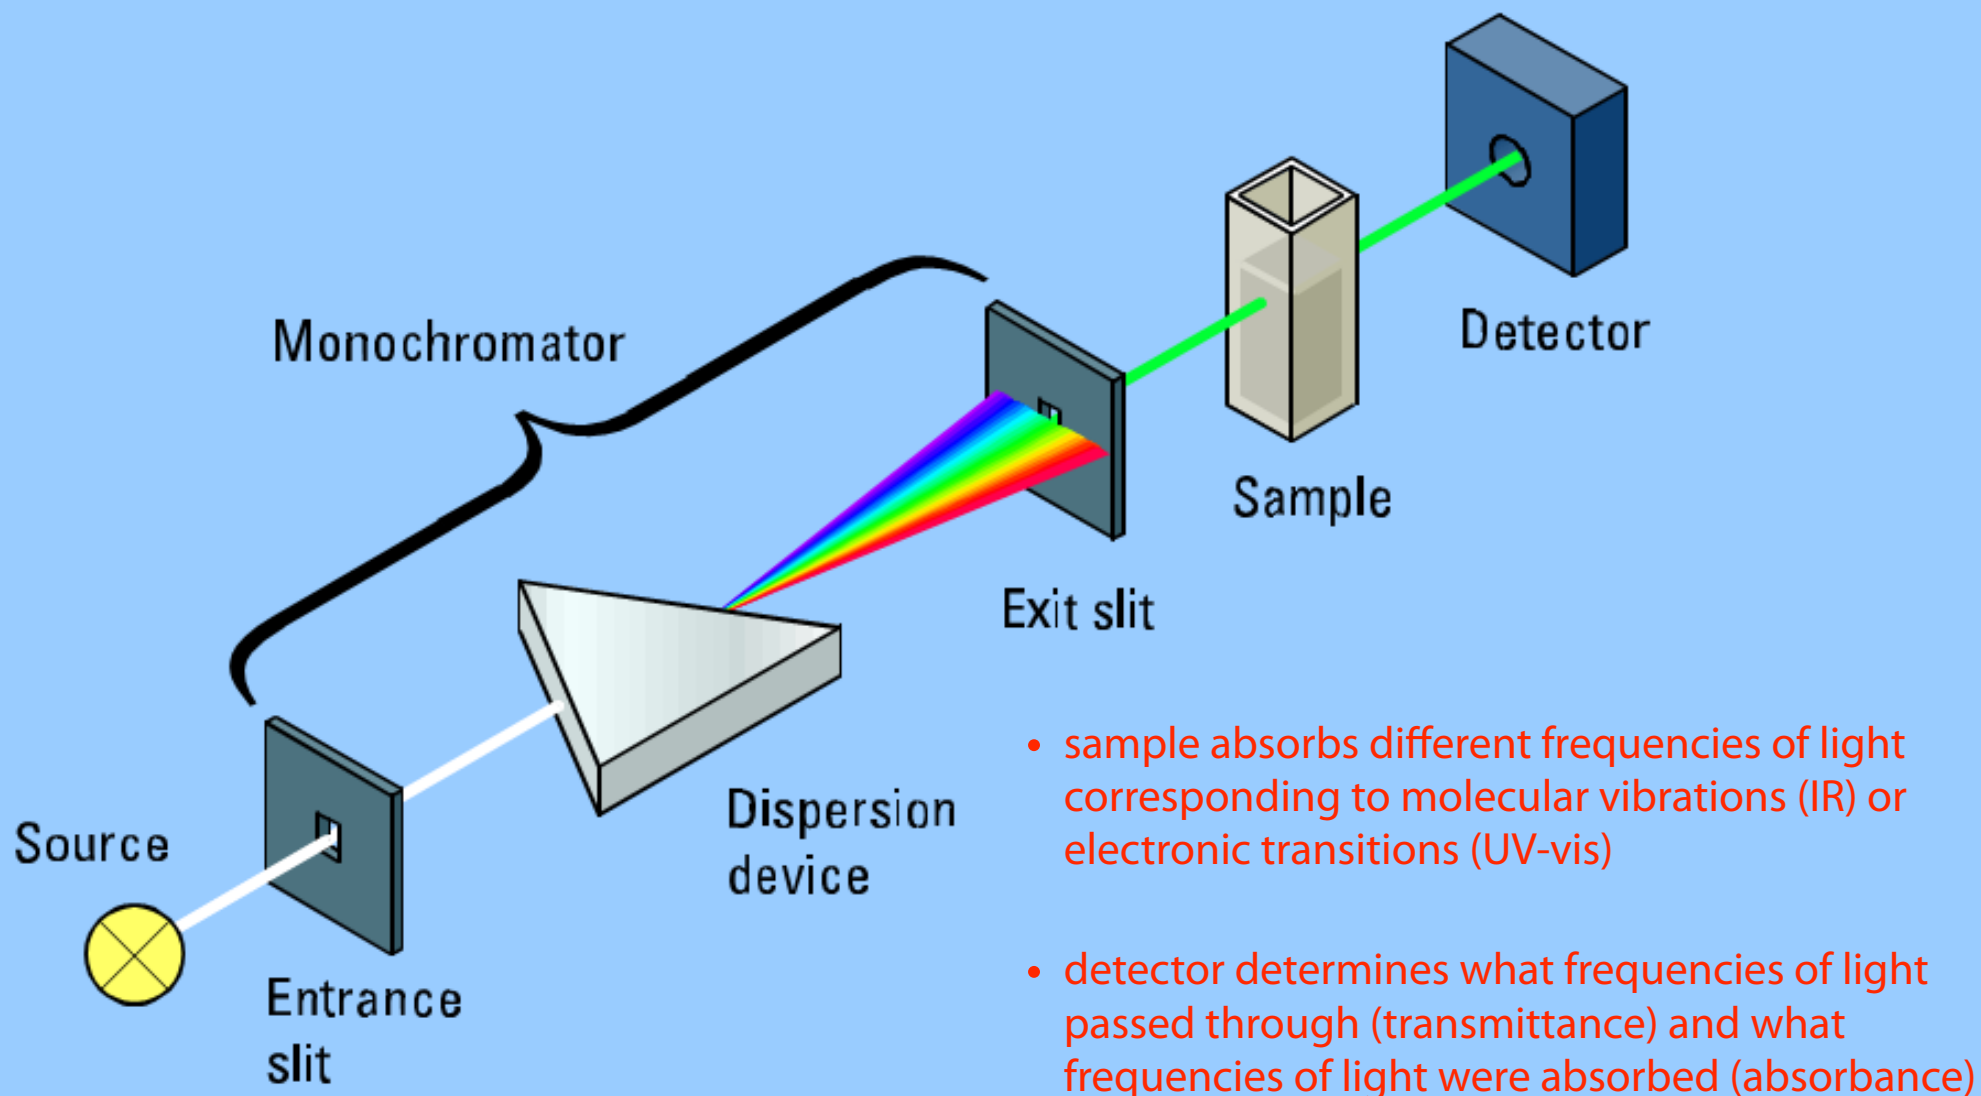 Monochromator
Detector
Sample
Exit slit
Dispersion
device
Source
Entrance
slit
• sample absorbs different frequencies of light
corresponding to molecular vibrations (IR) or
electronic transitions (UV-vis)
• detector determines what frequencies of light
passed through (transmittance) and what
frequencies of light were absorbed (absorbance)